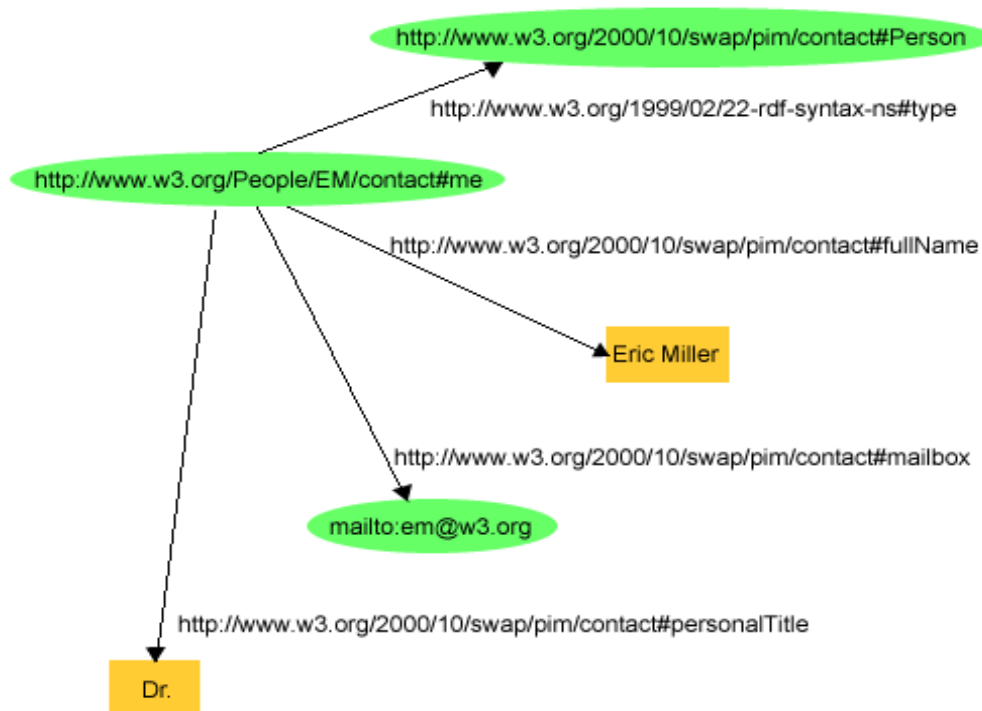 http://www.w3.org/2000/10/swap/pim/contact#Person
http://www.w3.org/1999/02/22-rdf-syntax-ns#type
http://www.w3.org/People/EM/contact#me
http://www.w3.org/2000/10/swap/pim/contact#fullName
Eric Miller
http://www.w3.org/2000/10/swap/pim/contact#mailbox
mailto:em@w3.org
http://www.w3.org/2000/10/swap/pim/contact#personalTitle
Dr.